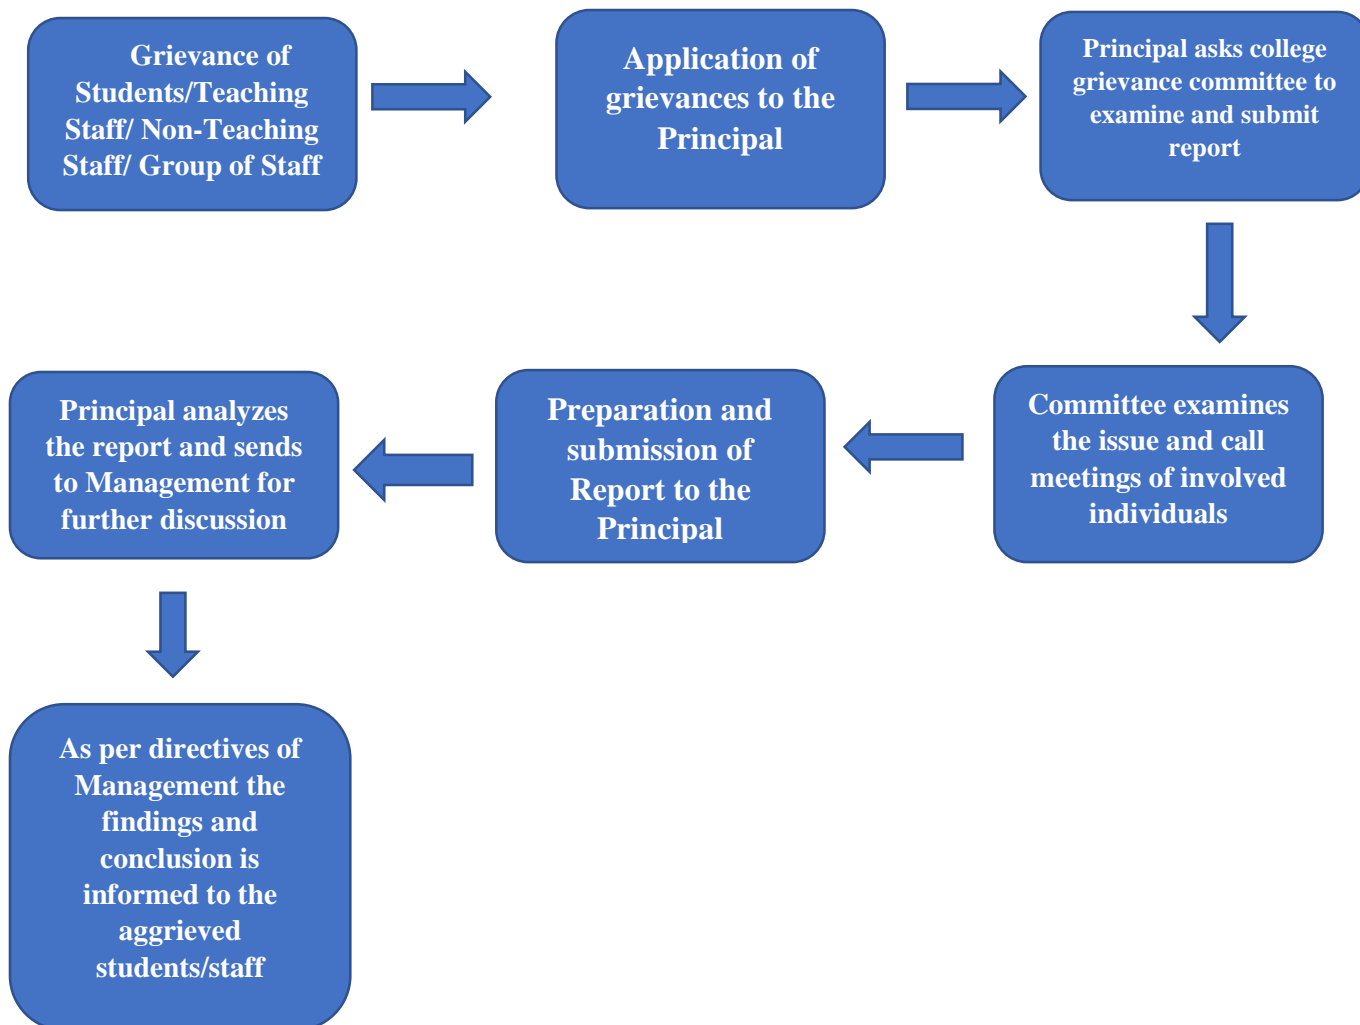 Grievance of
Students/Teaching
Staff/ Non-Teaching
Staff/ Group of Staff
Application of
grievances to the
Principal
Principal asks college
grievance committee to
examine and submit
report
Committee examines
the issue and call
meetings of involved
individuals
Preparation and
submission of
Report to the
Principal
Principal analyzes
the report and sends
to Management for
further discussion
As per directives of
Management the
findings and
conclusion is
informed to the
aggrieved
students/staff